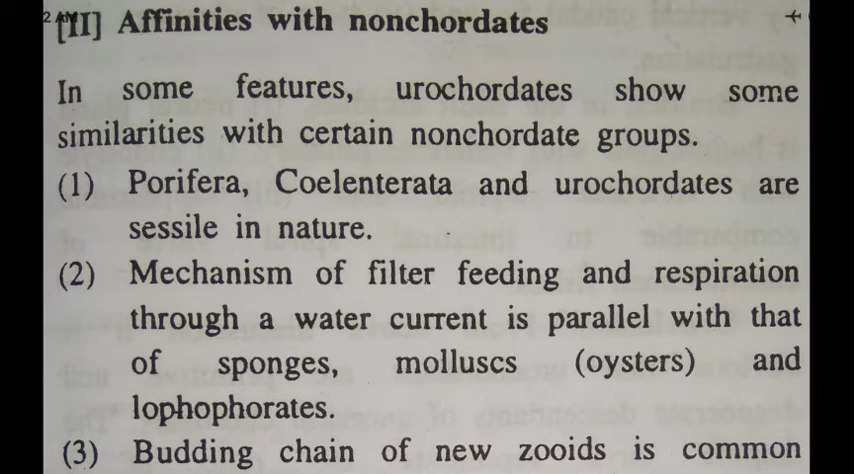 2 AM
[II] Affinities with nonchordates
In some features, urochordates show some
similarities with certain nonchordate groups.
(1) Porifera, Coelenterata and urochordates are
sessile in nature.
(2) Mechanism of filter feeding and respiration
through a water current is parallel with that
of sponges, molluscs (oysters) and
lophophorates.
(3) Budding chain of new zooids is common